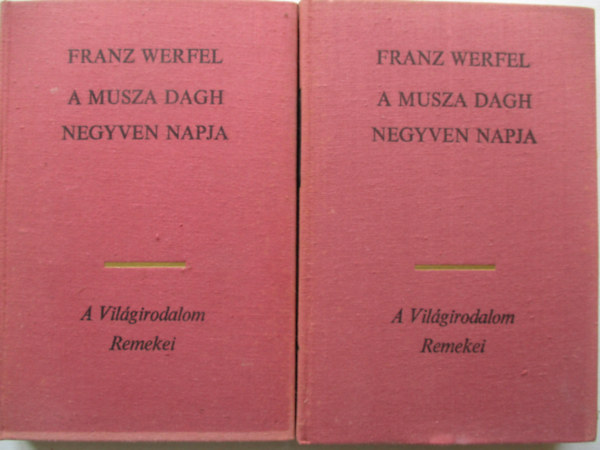 FRANZ WERFEL
A MUSZA DAGH
NEGYVEN NAPJA
A Világirodalom
Remekei
FRANZ WERFEL
A MUSZA DAGH
NEGYVEN NAPJA
A Világirodalom
Remekei